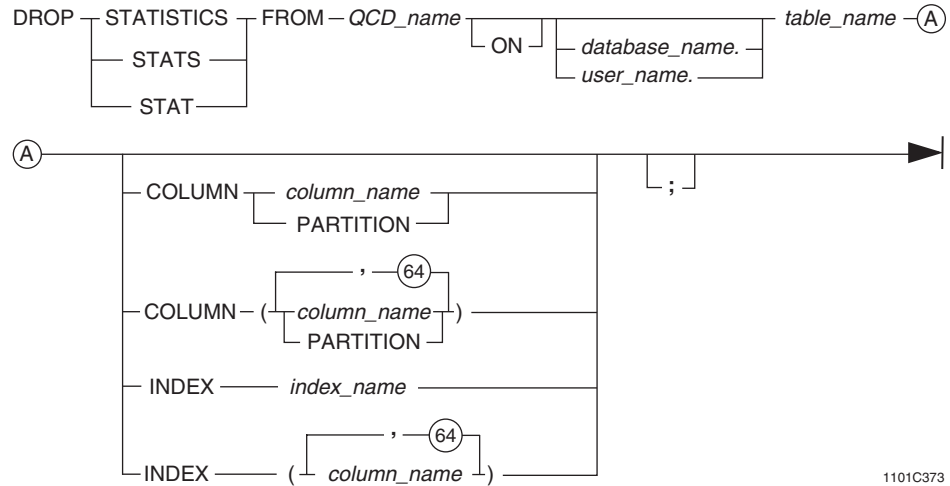 DROP STATISTICS FROM QCD_name ON database_name. table_name A
STATS user_name.
STAT
A
COLUMN column_name ;
PARTITION
, 64
COLUMN ( column_name )
PARTITION
INDEX index_name
, 64
INDEX ( column_name )
1101C373